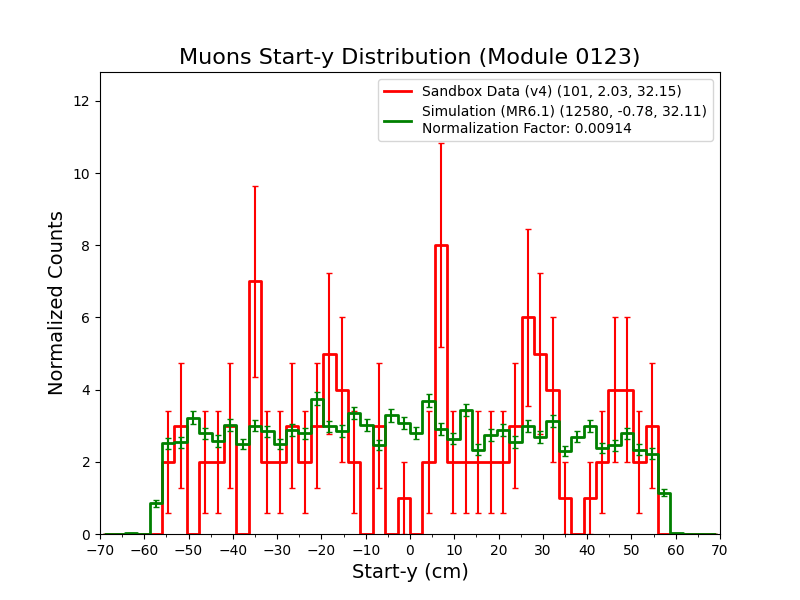 Muons Start-y Distribution (Module 0123)
Sandbox Data (v4) (101, 2.03, 32.15)
Simulation (MR6.1) (12580, -0.78, 32.11)
Normalization Factor: 0.00914
Normalized Counts
12
10
8
6
4
2
0
−70 −60 −50 −40 −30 −20 −10 0 10 20 30 40 50 60 70
Start-y (cm)